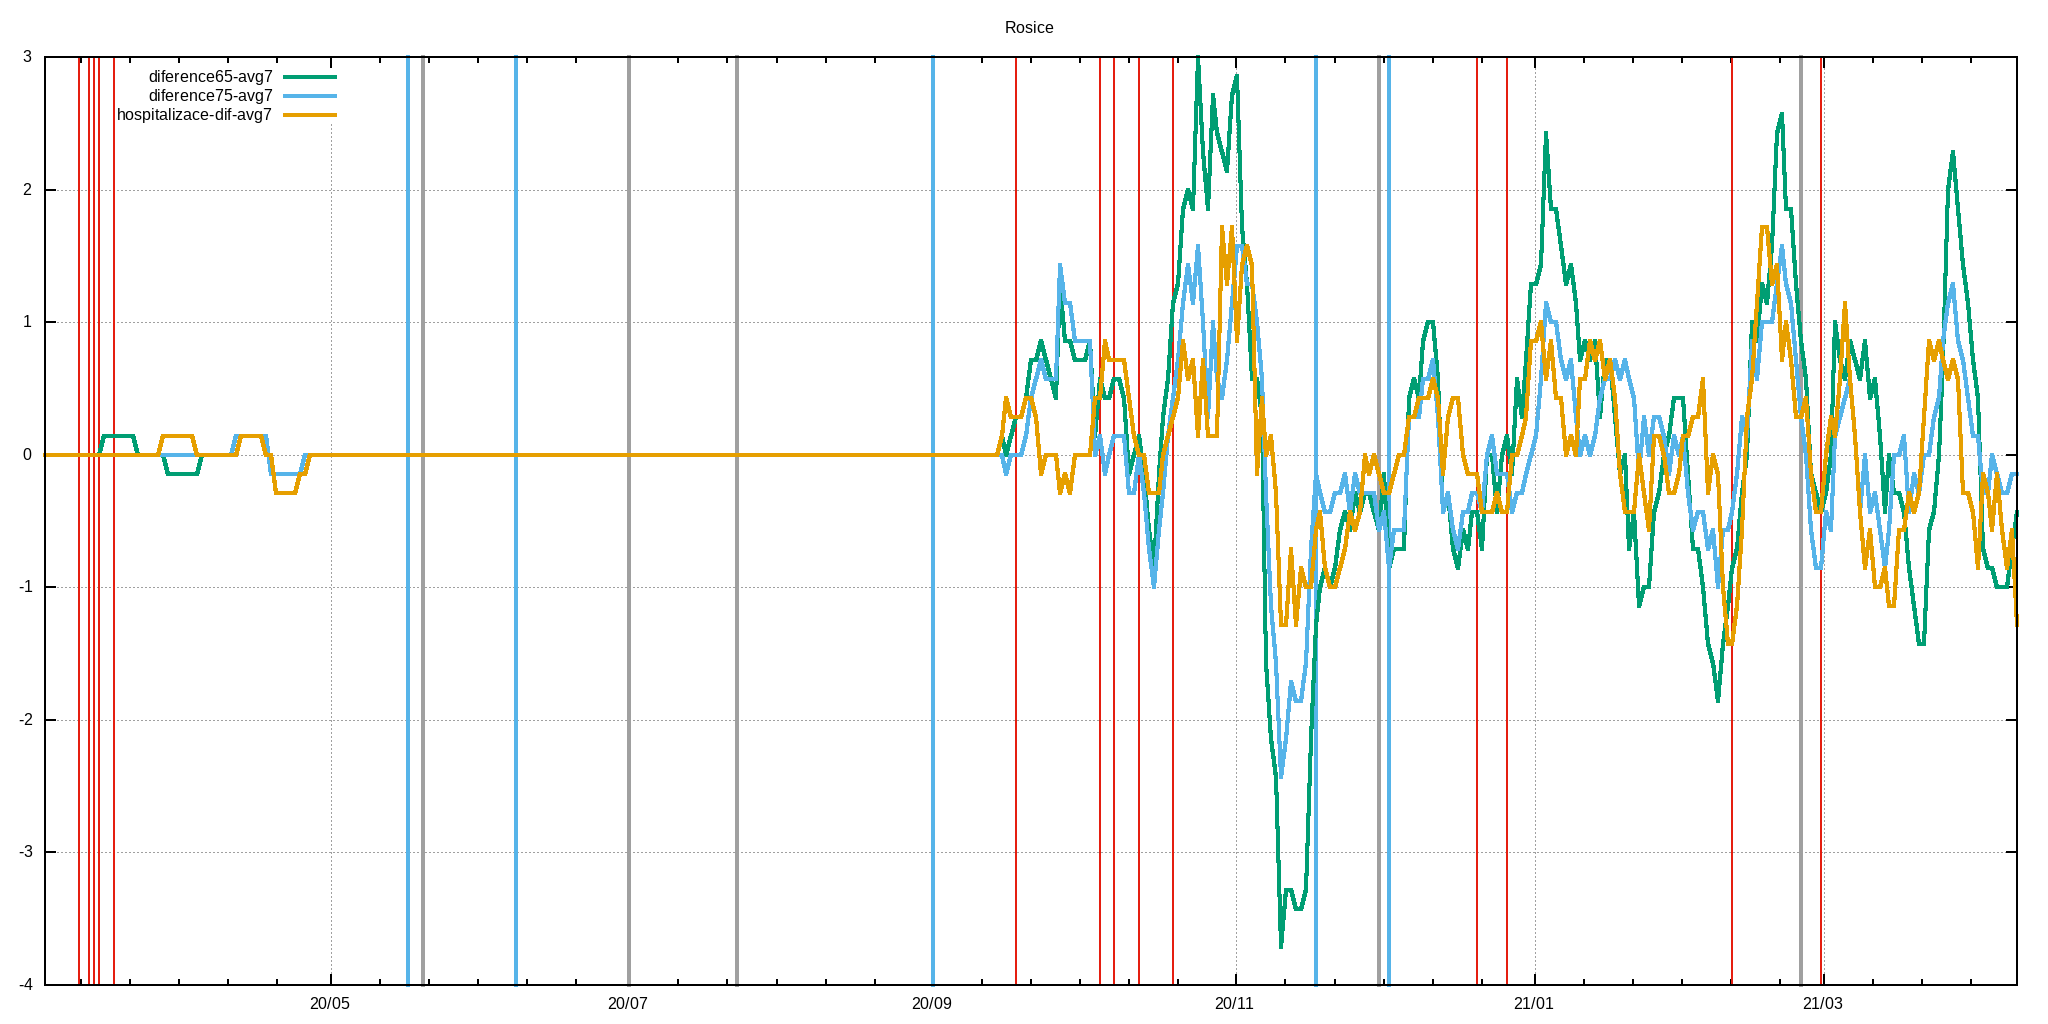 Rosice
diference65-avg7
diference75-avg7
hospitalizace-dif-avg7
3
2
1
0
-1
-2
-3
-4
20/05 20/07 20/09 20/11 21/01 21/03